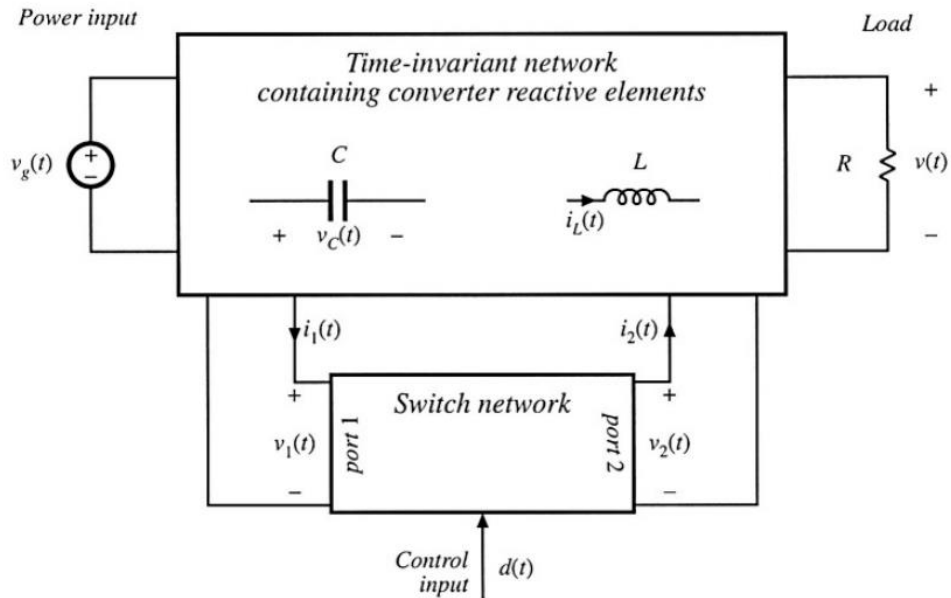 Power input
Load
Time-invariant network
containing converter reactive elements
+
C
L
v_g(t)
+
−
R
v(t)
+ v_C(t) −
i_L(t)
−
i_1(t)
i_2(t)
+
Switch network
+
v_1(t)
port 1
port 2
v_2(t)
−
−
Control
input
d(t)